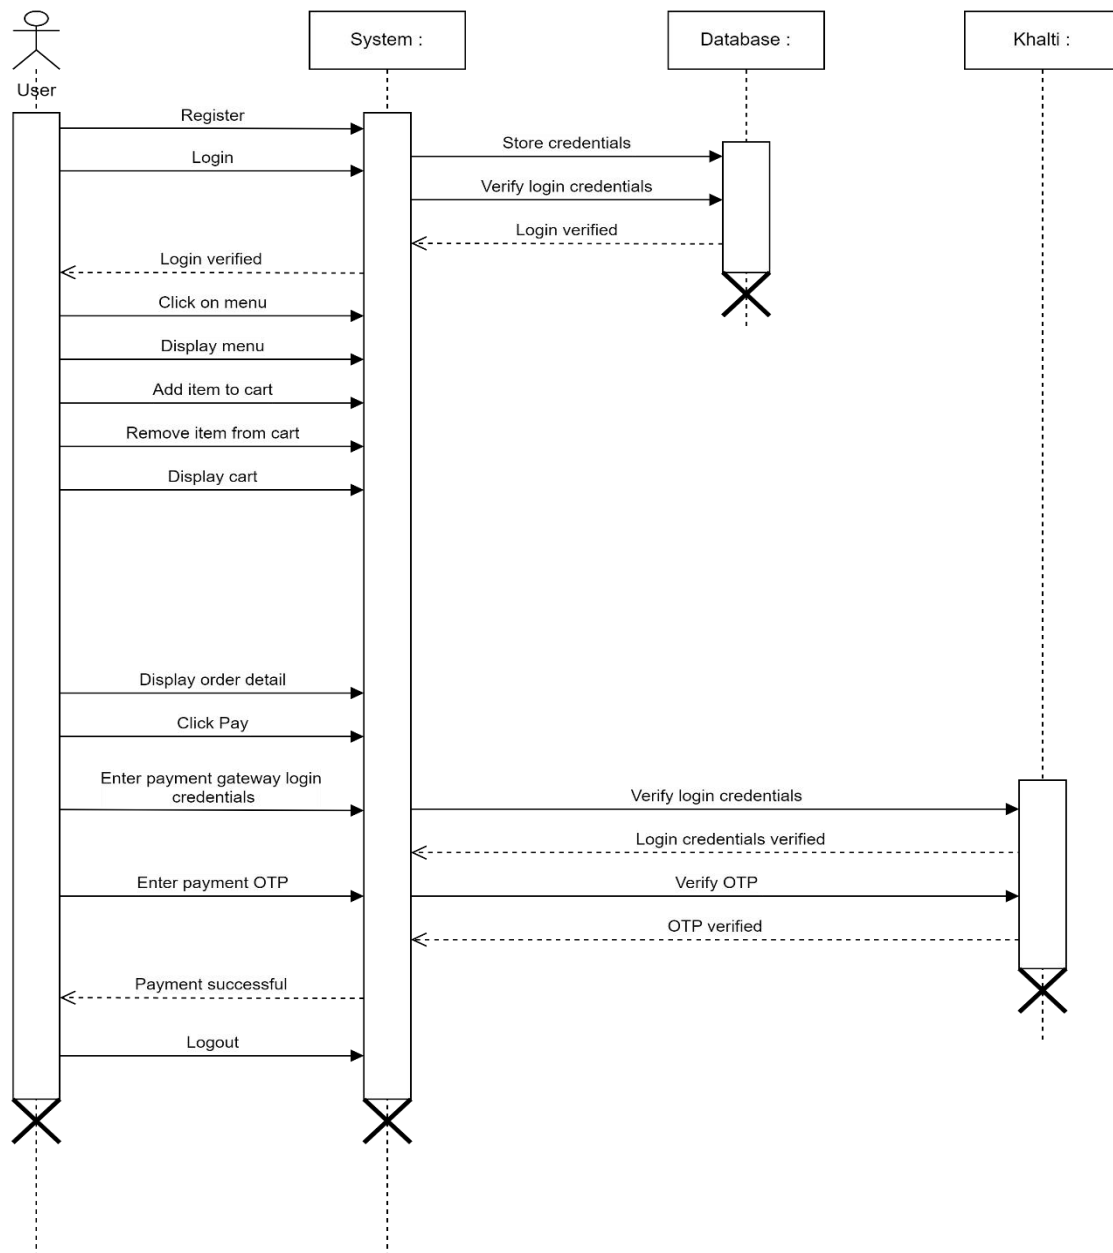 System :
Database :
Khalti :
User
Register
Store credentials
Login
Verify login credentials
Login verified
Login verified
Click on menu
Display menu
Add item to cart
Remove item from cart
Display cart
Display order detail
Click Pay
Enter payment gateway login
credentials
Verify login credentials
Login credentials verified
Enter payment OTP
Verify OTP
OTP verified
Payment successful
Logout